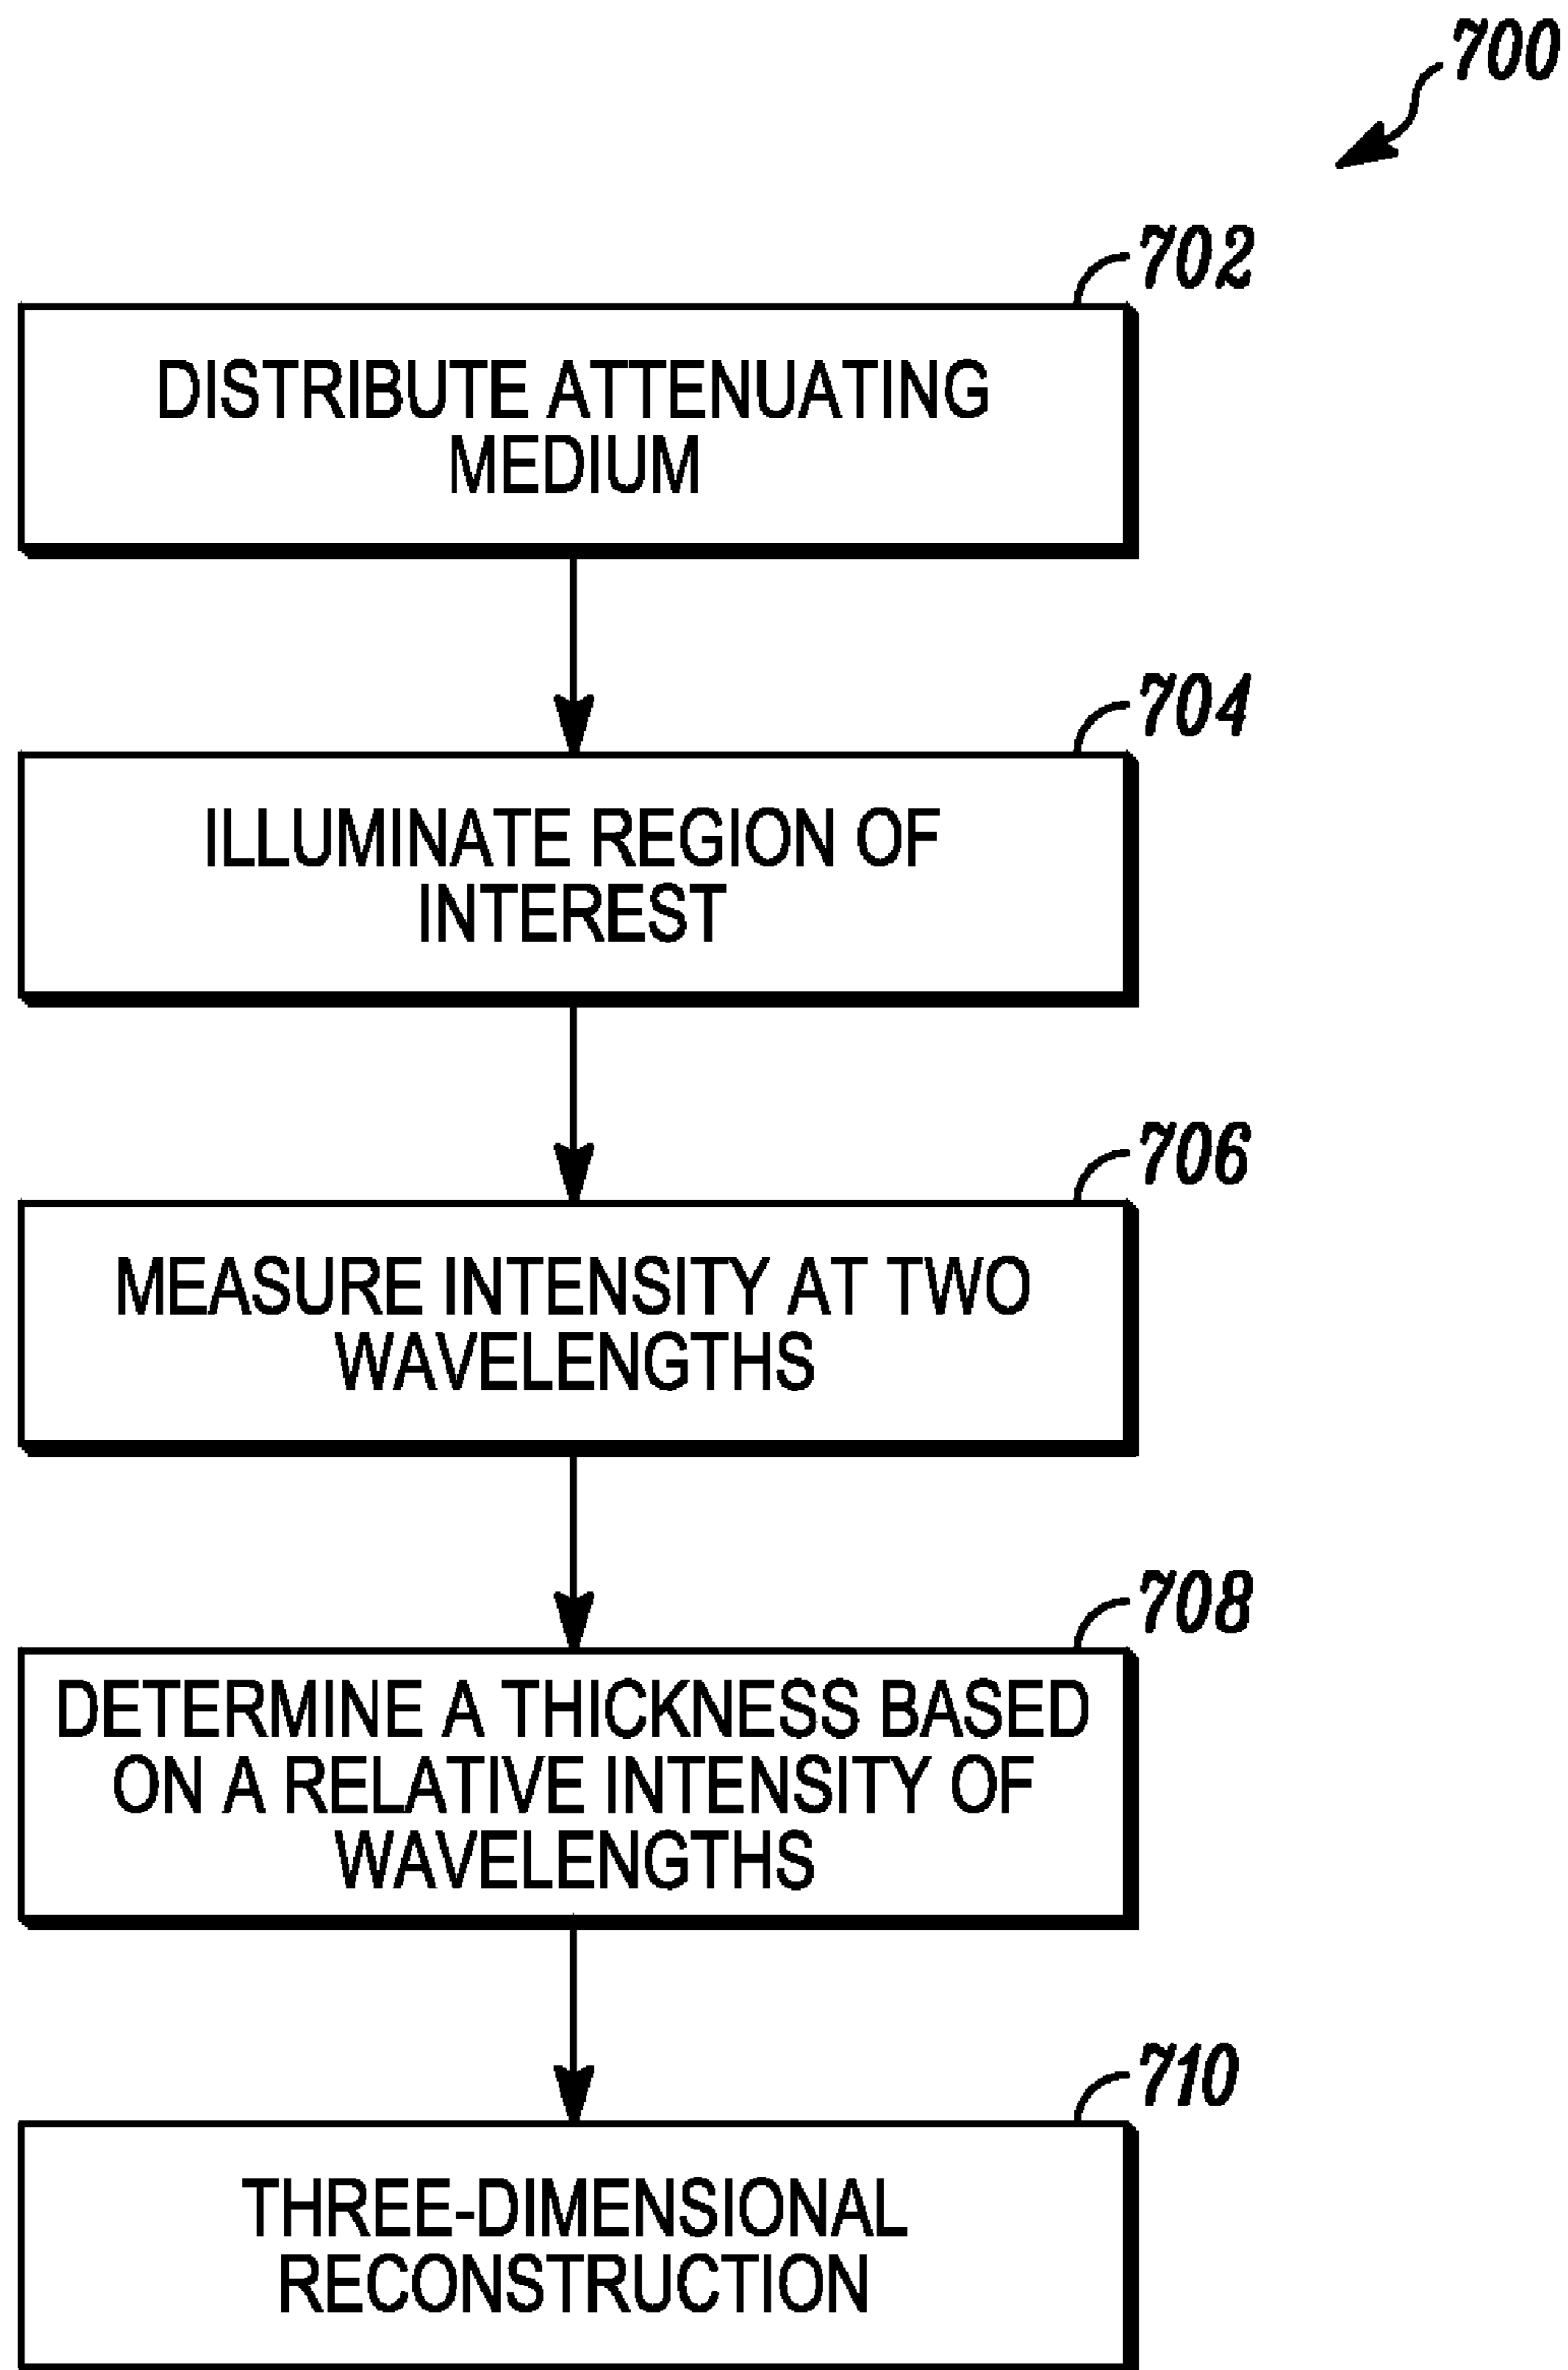 700
702
DISTRIBUTE ATTENUATING
MEDIUM
704
ILLUMINATE REGION OF
INTEREST
706
MEASURE INTENSITY AT TWO
WAVELENGTHS
708
DETERMINE A THICKNESS BASED
ON A RELATIVE INTENSITY OF
WAVELENGTHS
710
THREE-DIMENSIONAL
RECONSTRUCTION